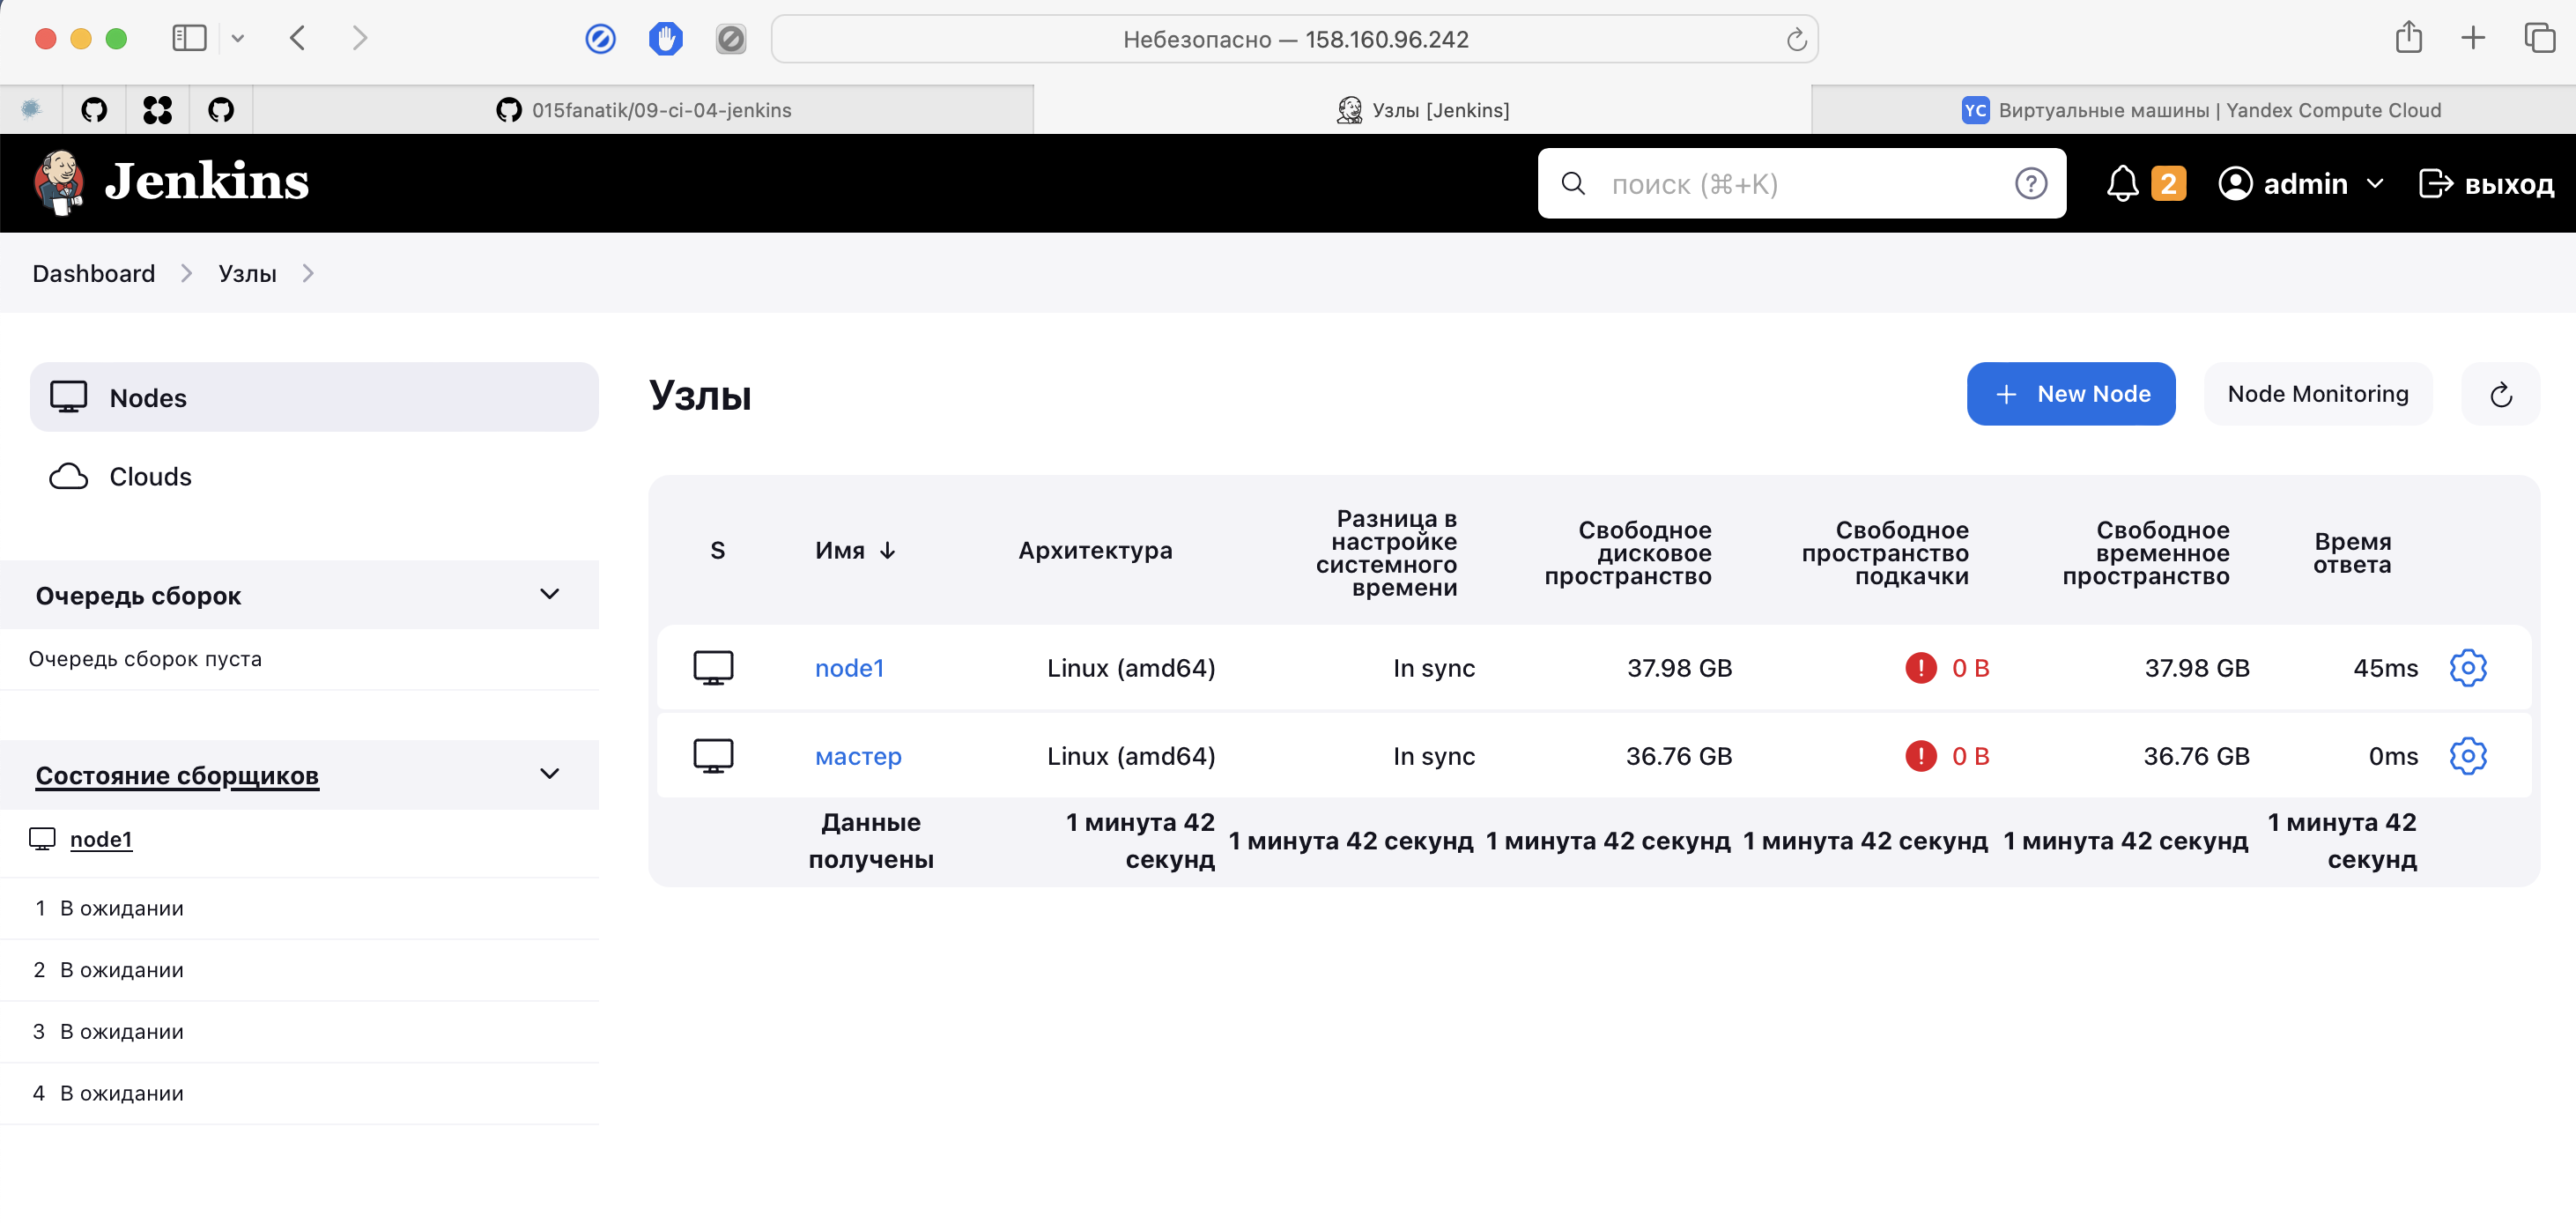 Небезопасно — 158.160.96.242
015fanatik/09-ci-04-jenkins
Узлы [Jenkins]
YC Виртуальные машины | Yandex Compute Cloud
Jenkins
поиск (⌘+K)
2
admin
выход
Dashboard
Узлы
Nodes
Clouds
Очередь сборок
Очередь сборок пуста
Состояние сборщиков
node1
1 В ожидании
2 В ожидании
3 В ожидании
4 В ожидании
Узлы
+ New Node
Node Monitoring
S
Имя ↓
Архитектура
Разница в
настройке
системного
времени
Свободное
дисковое
пространство
Свободное
пространство
подкачки
Свободное
временное
пространство
Время
ответа
node1 Linux (amd64) In sync 37.98 GB 0 B 37.98 GB 45ms
мастер Linux (amd64) In sync 36.76 GB 0 B 36.76 GB 0ms
Данные
получены
1 минута 42
секунд
1 минута 42 секунд
1 минута 42 секунд
1 минута 42 секунд
1 минута 42 секунд
1 минута 42
секунд